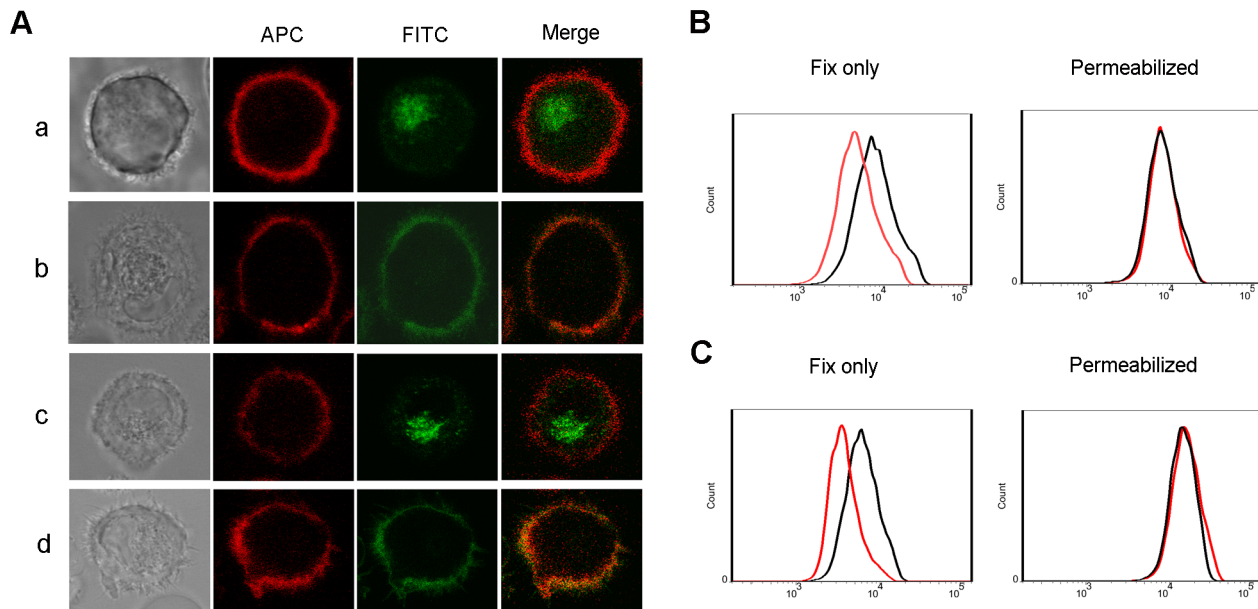 A
APC FITC Merge
a
b
c
d
B
Fix only Permeabilized
Count
0
10³ 10⁴ 10⁵
Count
0
10³ 10⁴ 10⁵
C
Fix only Permeabilized
Count
0
10³ 10⁴ 10⁵
Count
0
10³ 10⁴ 10⁵